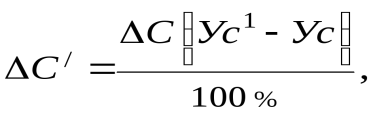 ΔC′ = ΔC(Ус¹ - Ус) / 100 %,